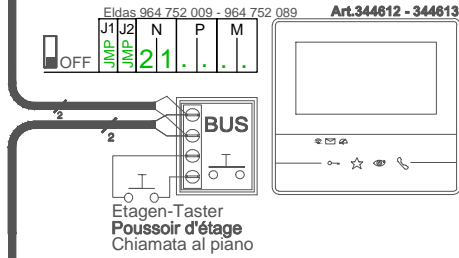 Eldas 964 752 009 - 964 752 089
Art.344612 - 344613
J1 J2 N P M
OFF JMP JMP 2 1 . . . .
2
BUS
2
Etagen-Taster
Poussoir d'étage
Chiamata al piano